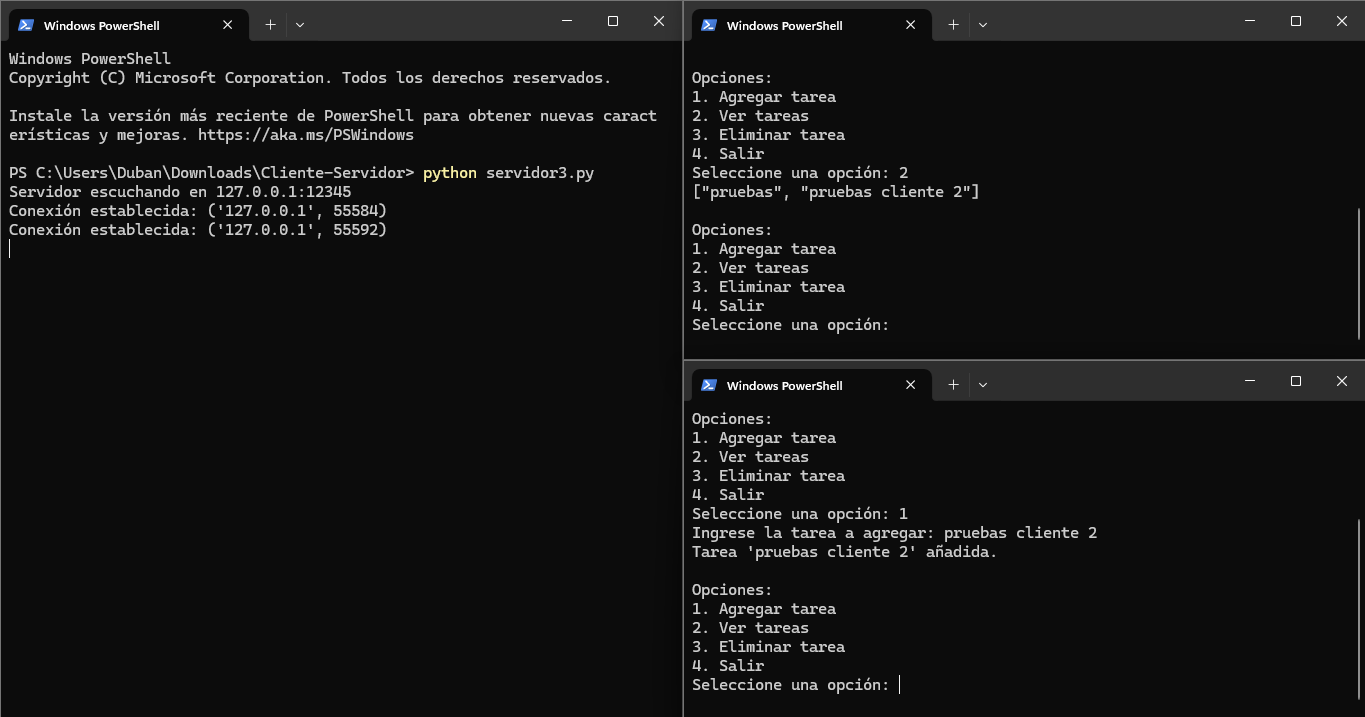 Windows PowerShell
Windows PowerShell
Copyright (C) Microsoft Corporation. Todos los derechos reservados.
Instale la versión más reciente de PowerShell para obtener nuevas caract
erísticas y mejoras. https://aka.ms/PSWindows
PS C:\Users\Duban\Downloads\Cliente-Servidor> python servidor3.py
Servidor escuchando en 127.0.0.1:12345
Conexión establecida: ('127.0.0.1', 55584)
Conexión establecida: ('127.0.0.1', 55592)
Windows PowerShell
Opciones:
1. Agregar tarea
2. Ver tareas
3. Eliminar tarea
4. Salir
Seleccione una opción: 2
["pruebas", "pruebas cliente 2"]
Opciones:
1. Agregar tarea
2. Ver tareas
3. Eliminar tarea
4. Salir
Seleccione una opción:
Windows PowerShell
Opciones:
1. Agregar tarea
2. Ver tareas
3. Eliminar tarea
4. Salir
Seleccione una opción: 1
Ingrese la tarea a agregar: pruebas cliente 2
Tarea 'pruebas cliente 2' añadida.
Opciones:
1. Agregar tarea
2. Ver tareas
3. Eliminar tarea
4. Salir
Seleccione una opción: